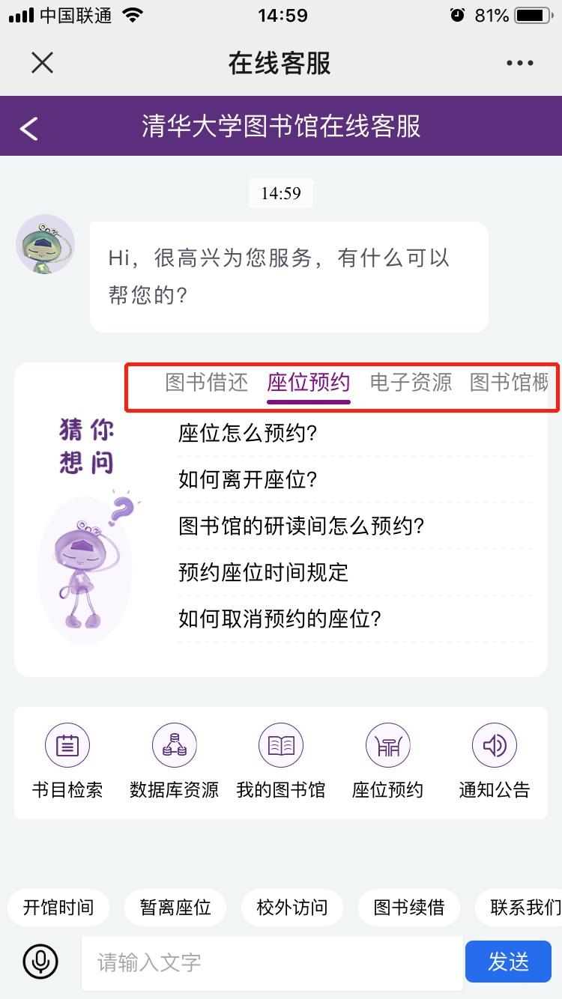 中国联通
14:59
81%
在线客服
清华大学图书馆在线客服
14:59
Hi，很高兴为您服务，有什么可以
帮您的？
图书借还 座位预约 电子资源 图书馆概
猜你
想问
座位怎么预约？
如何离开座位？
图书馆的研读间怎么预约？
预约座位时间规定
如何取消预约的座位？
书目检索 数据库资源 我的图书馆 座位预约 通知公告
开馆时间 暂离座位 校外访问 图书续借 联系我们
请输入文字
发送